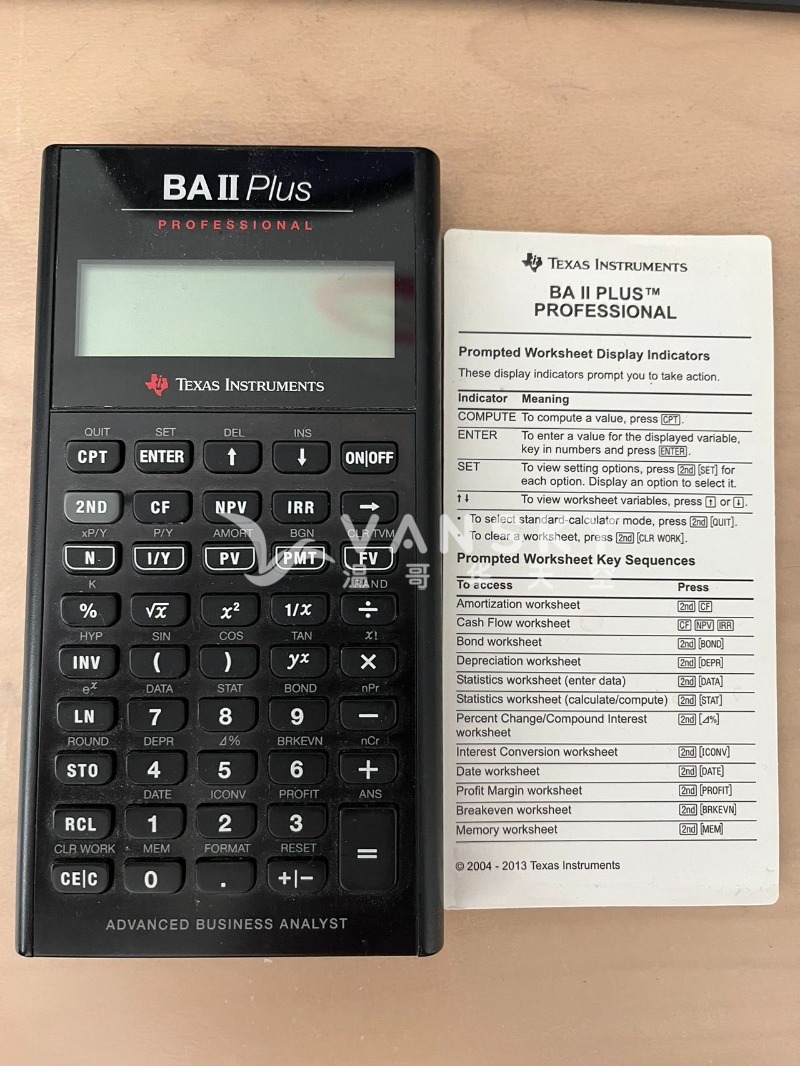 BA II Plus
PROFESSIONAL
TEXAS INSTRUMENTS
QUIT SET DEL INS
CPT ENTER ↑ ↓ ON|OFF
2ND CF NPV IRR →
xP/Y P/Y AMORT BGN CLR TVM
N I/Y PV PMT FV
K RAND
% √x x² 1/x ÷
HYP SIN COS TAN x!
INV ( ) yˣ ×
eˣ DATA STAT BOND nPr
LN 7 8 9 −
ROUND DEPR ⊿% BRKEVN nCr
STO 4 5 6 +
DATE ICONV PROFIT ANS
RCL 1 2 3 =
CLR WORK MEM FORMAT RESET
CE|C 0 . +|−
ADVANCED BUSINESS ANALYST
TEXAS INSTRUMENTS
BA II PLUS™
PROFESSIONAL
Prompted Worksheet Display Indicators
These display indicators prompt you to take action.
Indicator Meaning
COMPUTE To compute a value, press [CPT].
ENTER To enter a value for the displayed variable,
key in numbers and press [ENTER].
SET To view setting options, press [2nd] [SET] for
each option. Display an option to select it.
↑↓ To view worksheet variables, press [↑] or [↓].
To select standard-calculator mode, press [2nd] [QUIT].
To clear a worksheet, press [2nd] [CLR WORK].
Prompted Worksheet Key Sequences
To access Press
Amortization worksheet [2nd] [CF]
Cash Flow worksheet [CF] [NPV] [IRR]
Bond worksheet [2nd] [BOND]
Depreciation worksheet [2nd] [DEPR]
Statistics worksheet (enter data) [2nd] [DATA]
Statistics worksheet (calculate/compute) [2nd] [STAT]
Percent Change/Compound Interest [2nd] [⊿%]
worksheet
Interest Conversion worksheet [2nd] [ICONV]
Date worksheet [2nd] [DATE]
Profit Margin worksheet [2nd] [PROFIT]
Breakeven worksheet [2nd] [BRKEVN]
Memory worksheet [2nd] [MEM]
© 2004 - 2013 Texas Instruments
VANSKY
温哥华天空